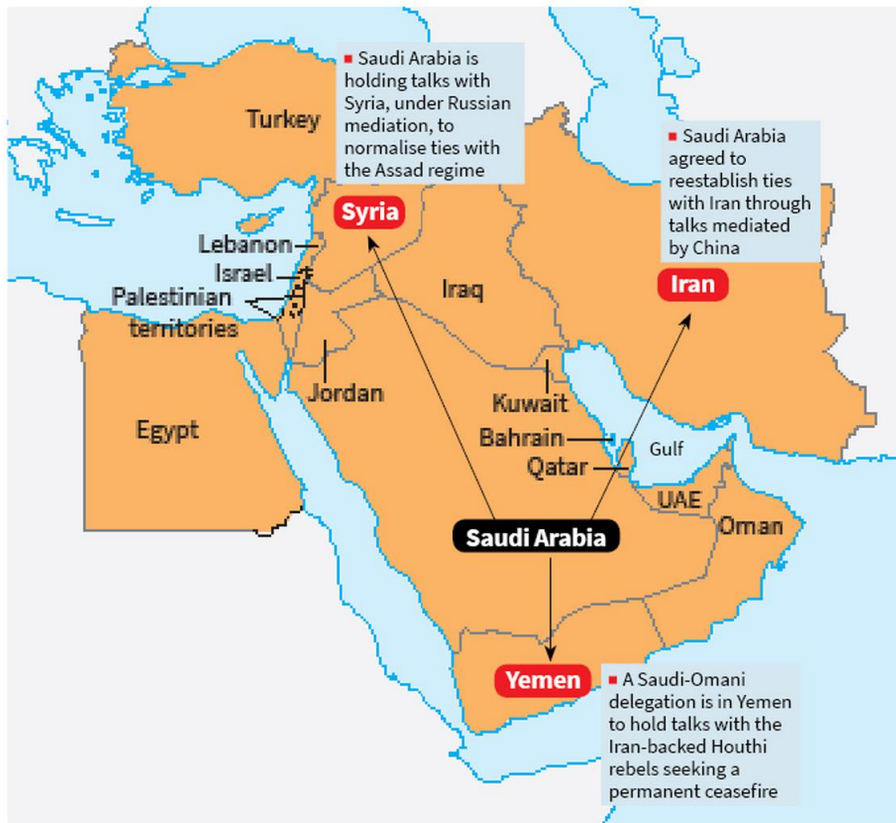 ■ Saudi Arabia is
holding talks with
Syria, under Russian
mediation, to
normalise ties with
the Assad regime
Turkey
■ Saudi Arabia
agreed to
reestablish ties
with Iran through
talks mediated
by China
Syria
Lebanon
Israel
Palestinian
territories
Iraq
Iran
Jordan
Kuwait
Egypt
Bahrain
Gulf
Qatar
UAE
Saudi Arabia
Oman
Yemen
■ A Saudi-Omani
delegation is in Yemen
to hold talks with the
Iran-backed Houthi
rebels seeking a
permanent ceasefire